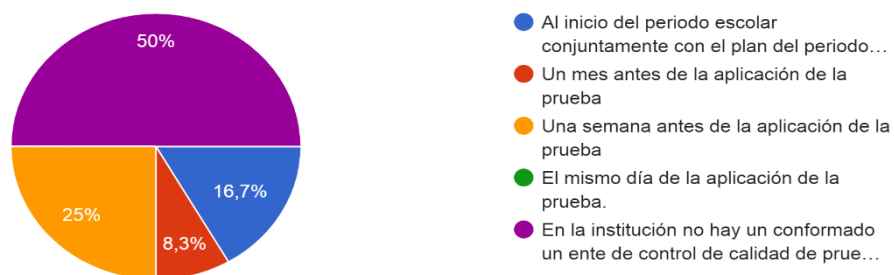 50%
16,7%
25%
8,3%
Al inicio del periodo escolar
conjuntamente con el plan del periodo…
Un mes antes de la aplicación de la
prueba
Una semana antes de la aplicación de la
prueba
El mismo día de la aplicación de la
prueba.
En la institución no hay un conformado
un ente de control de calidad de prue…